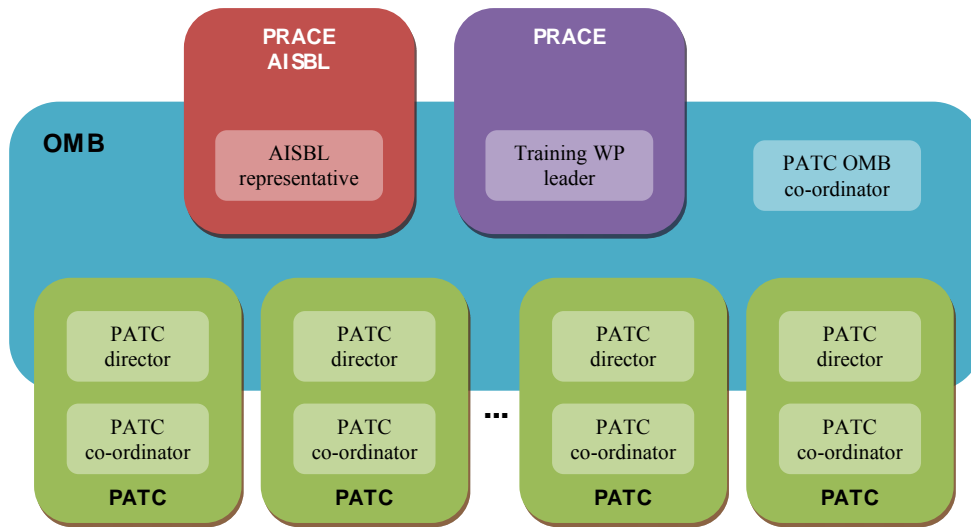 PRACE
AISBL
PRACE
OMB
AISBL
representative
Training WP
leader
PATC OMB
co-ordinator
PATC
director
PATC
director
PATC
director
PATC
director
...
PATC
co-ordinator
PATC
co-ordinator
PATC
co-ordinator
PATC
co-ordinator
PATC
PATC
PATC
PATC